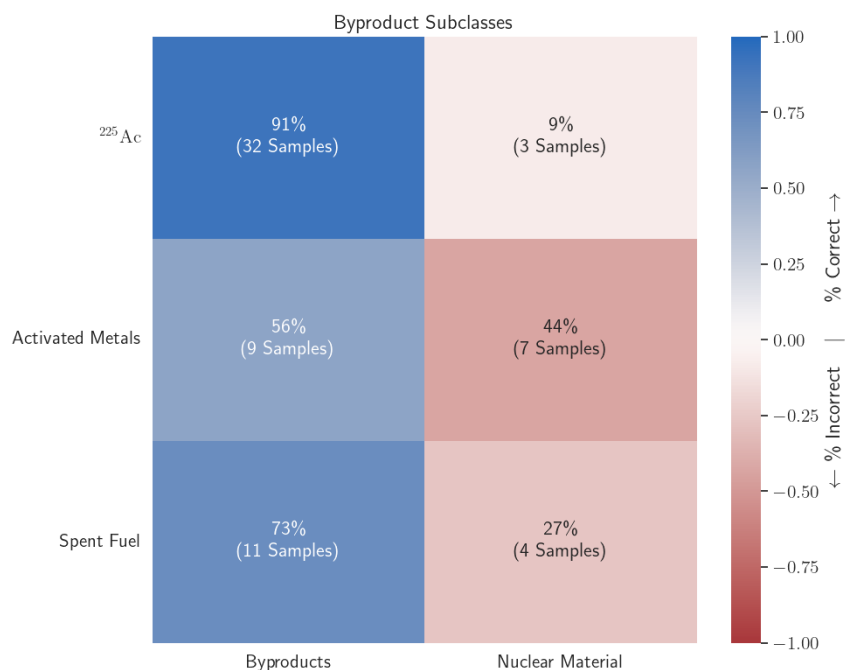 Byproduct Subclasses
²²⁵Ac
91%
(32 Samples)
9%
(3 Samples)
Activated Metals
56%
(9 Samples)
44%
(7 Samples)
Spent Fuel
73%
(11 Samples)
27%
(4 Samples)
Byproducts
Nuclear Material
1.00
0.75
0.50
0.25
0.00
−0.25
−0.50
−0.75
−1.00
← % Incorrect | % Correct →